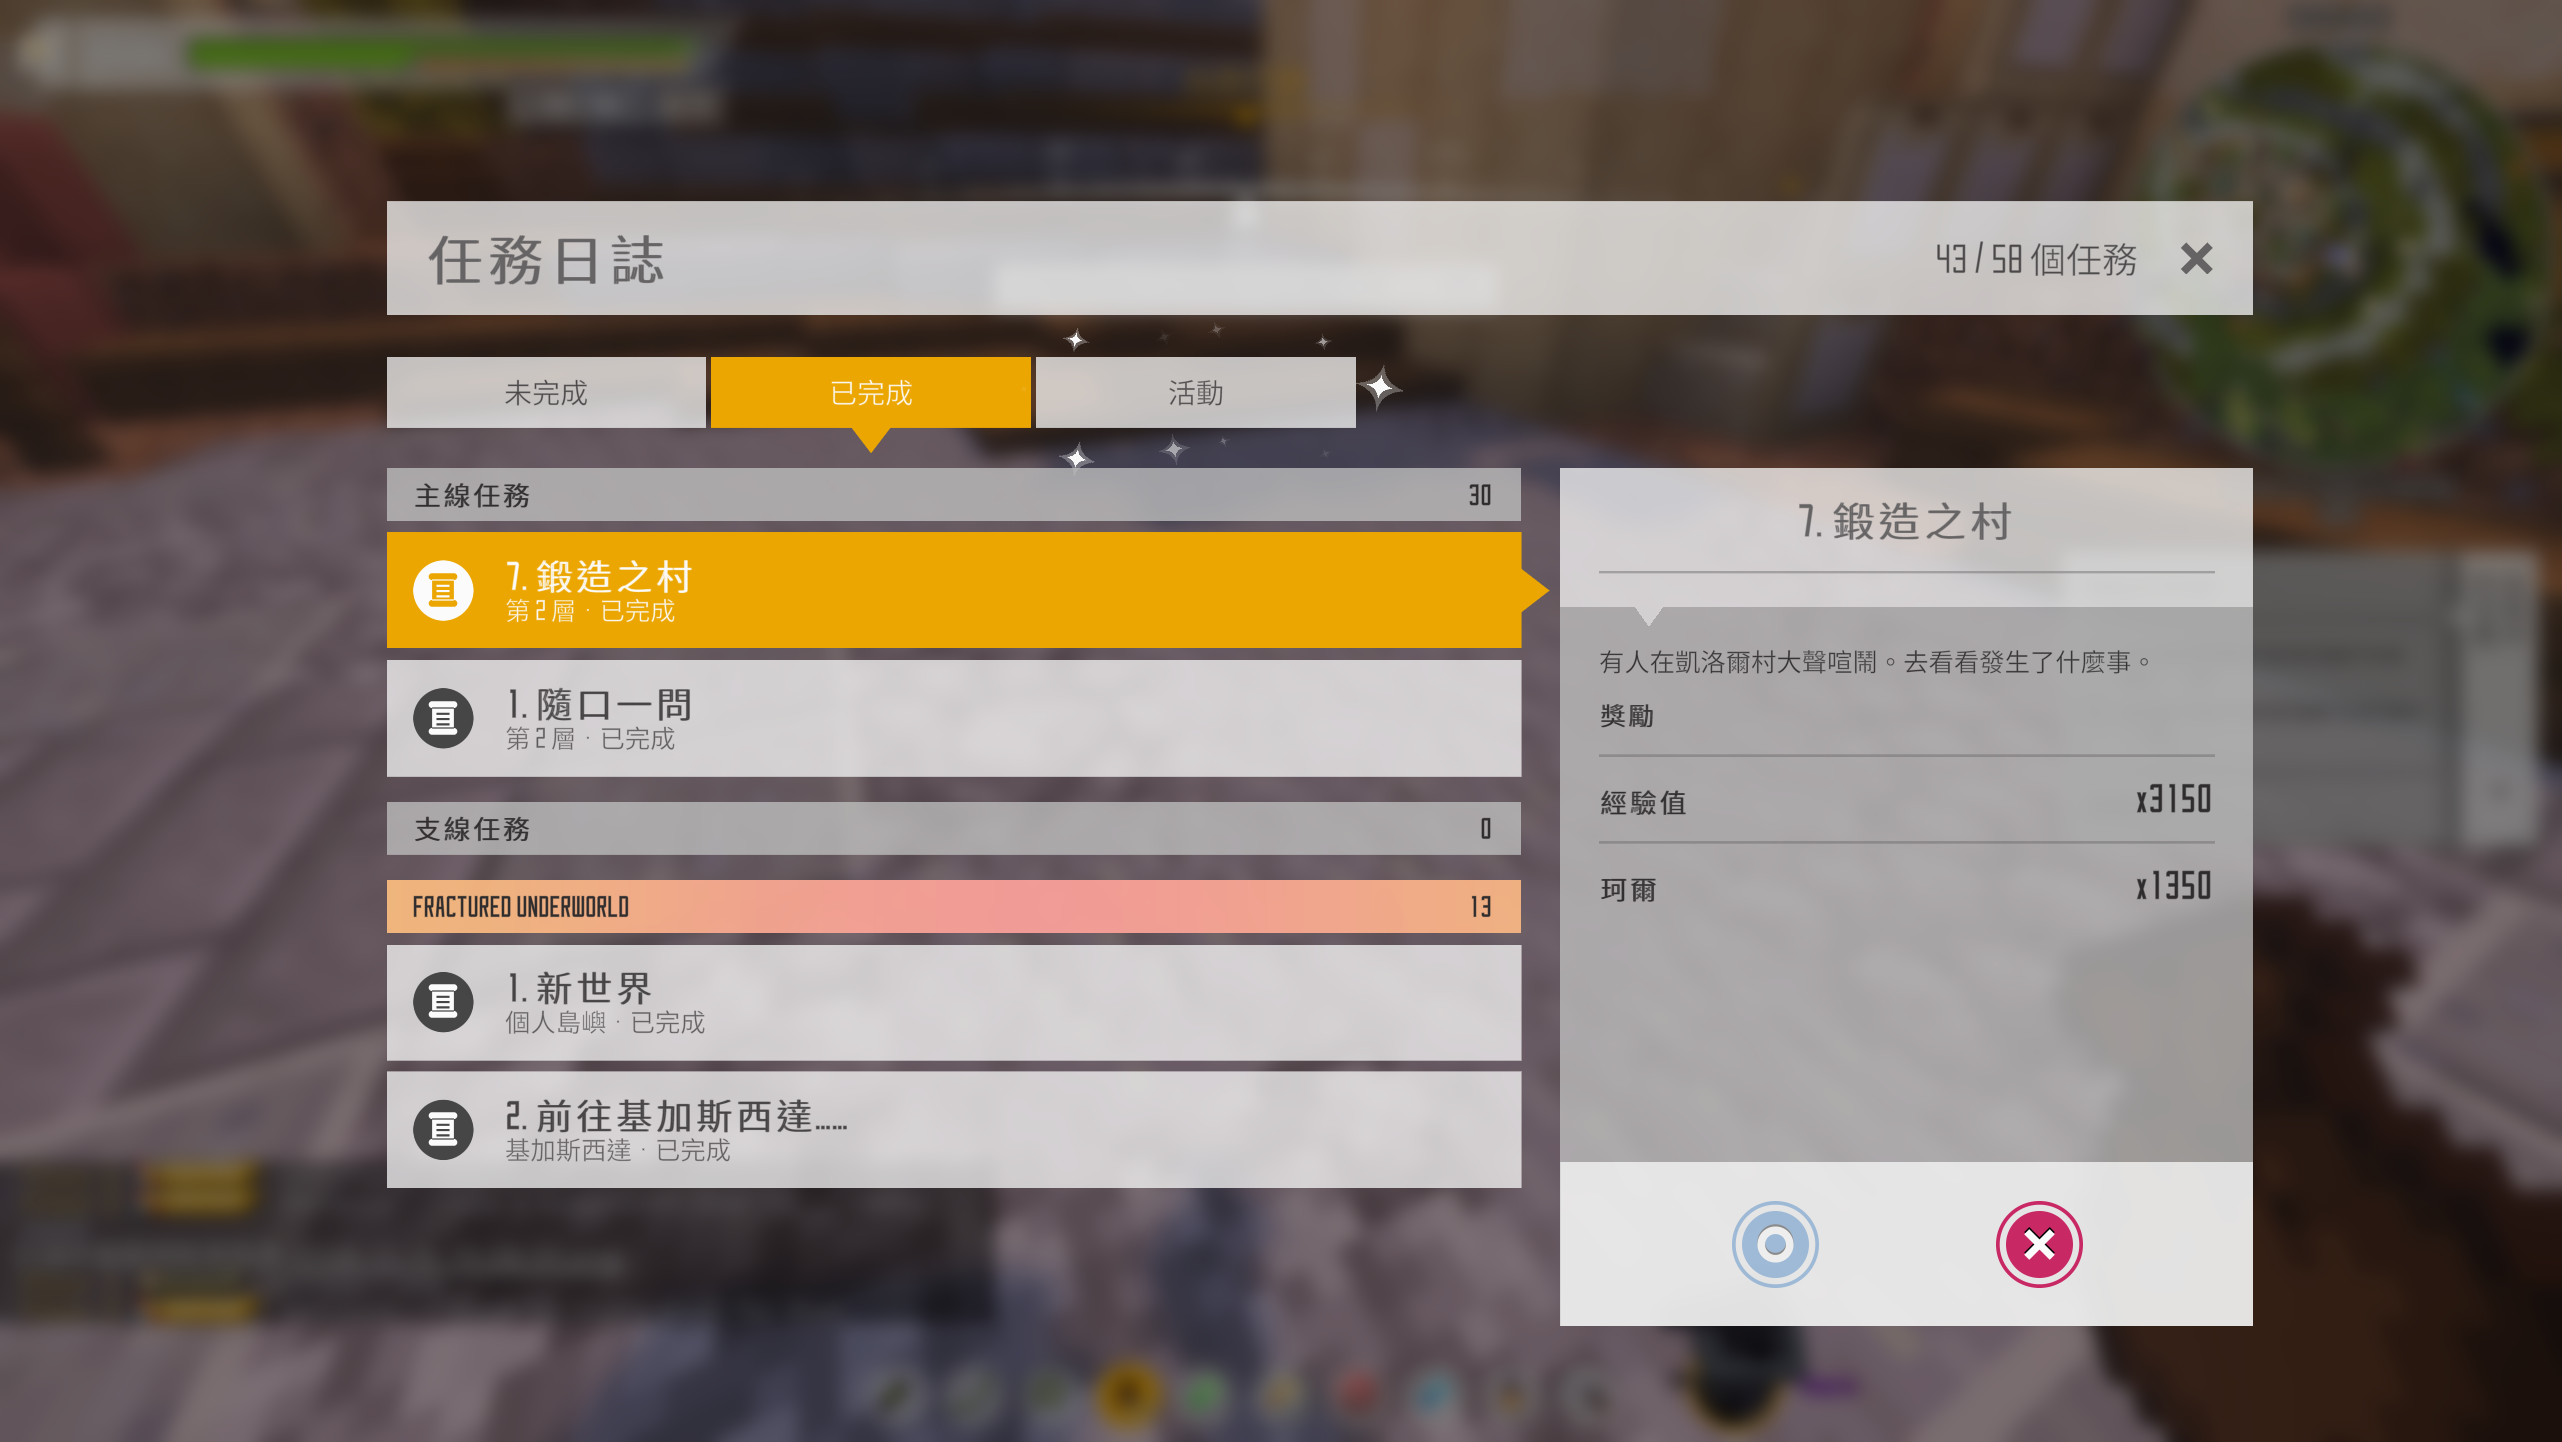 任務日誌
43 / 58 個任務
未完成
已完成
活動
主線任務
30
7. 鍛造之村
第 2 層 · 已完成
1. 隨口一問
第 2 層 · 已完成
支線任務
0
FRACTURED UNDERWORLD
13
1. 新世界
個人島嶼 · 已完成
2. 前往基加斯西達……
基加斯西達 · 已完成
7. 鍛造之村
有人在凱洛爾村大聲喧鬧。去看看發生了什麼事。
獎勵
經驗值
x3150
珂爾
x1350